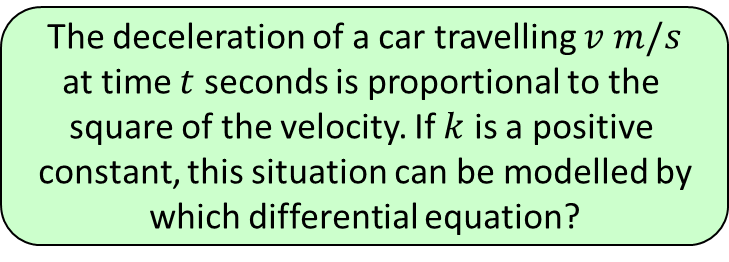 The deceleration of a car travelling v m/s
at time t seconds is proportional to the
square of the velocity. If k is a positive
constant, this situation can be modelled by
which differential equation?